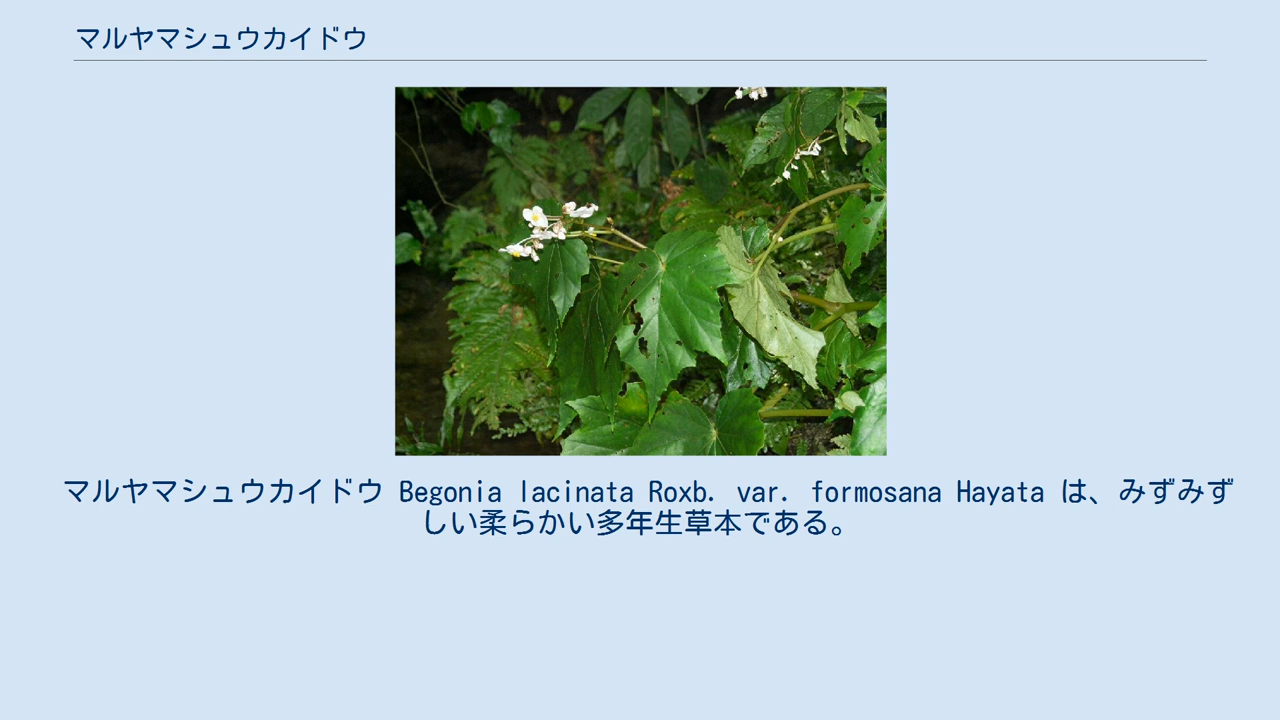 マルヤマシュウカイドウ
マルヤマシュウカイドウ Begonia lacinata Roxb. var. formosana Hayata は、みずみず
しい柔らかい多年生草本である。